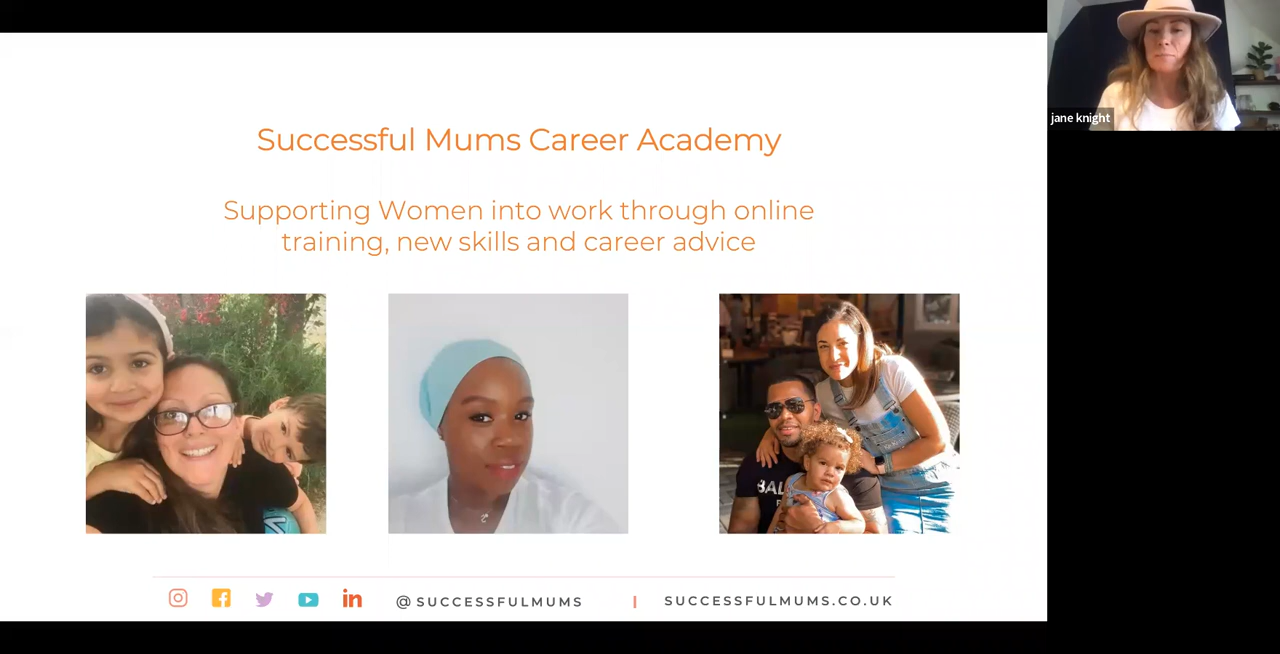 Successful Mums Career Academy
Supporting Women into work through online
training, new skills and career advice
@SUCCESSFULMUMS | SUCCESSFULMUMS.CO.UK
jane knight